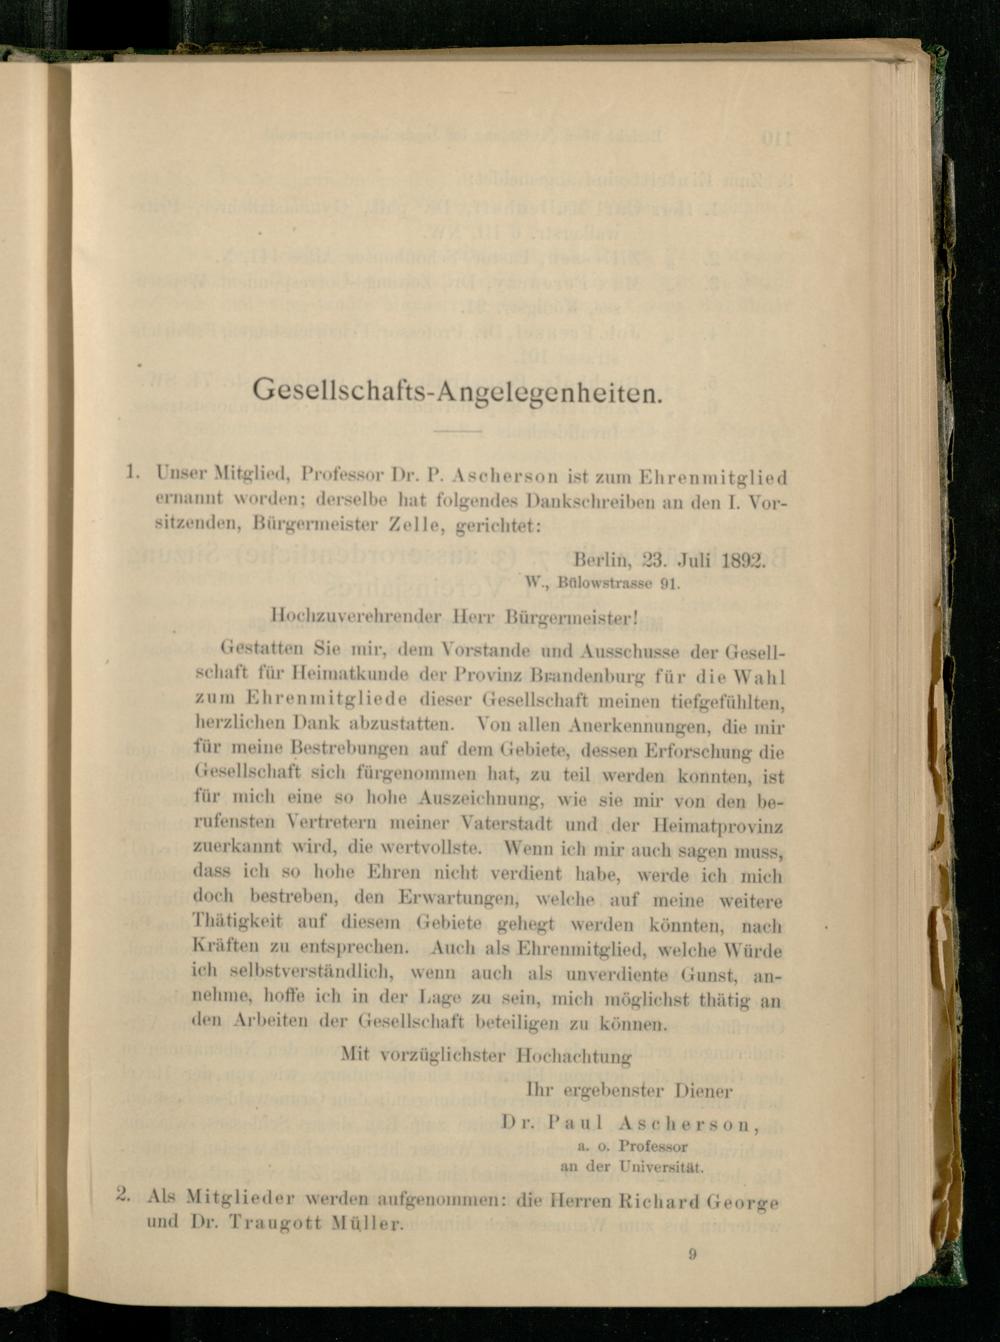 Gesellschafts-Angelegenheiten.
1. Unser Mitglied, Professor Dr. P. Ascherson ist zum Ehrenmitglied
ernannt worden; derselbe hat folgendes Dankschreiben an den I. Vor-
sitzenden, Bürgermeister Zelle, gerichtet:
Berlin, 23. Juli 1892.
W., Bülowstrasse 91.
Hochzuverehrender Herr Bürgermeister!
Gestatten Sie mir, dem Vorstande und Ausschusse der Gesell-
schaft für Heimatkunde der Provinz Brandenburg für die Wahl
zum Ehrenmitgliede dieser Gesellschaft meinen tiefgefühlten,
herzlichen Dank abzustatten. Von allen Anerkennungen, die mir
für meine Bestrebungen auf dem Gebiete, dessen Erforschung die
Gesellschaft sich fürgenommen hat, zu teil werden konnten, ist
für mich eine so hohe Auszeichnung, wie sie mir von den be-
rufensten Vertretern meiner Vaterstadt und der Heimatprovinz
zuerkannt wird, die wertvollste. Wenn ich mir auch sagen muss,
dass ich so hohe Ehren nicht verdient habe, werde ich mich
doch bestreben, den Erwartungen, welche auf meine weitere
Thätigkeit auf diesem Gebiete gehegt werden könnten, nach
Kräften zu entsprechen. Auch als Ehrenmitglied, welche Würde
ich selbstverständlich, wenn auch als unverdiente Gunst, an-
nehme, hoffe ich in der Lage zu sein, mich möglichst thätig an
den Arbeiten der Gesellschaft beteiligen zu können.
Mit vorzüglichster Hochachtung
Ihr ergebenster Diener
Dr. Paul Ascherson,
a. o. Professor
an der Universität.
2. Als Mitglieder werden aufgenommen: die Herren Richard George
und Dr. Traugott Müller.
9